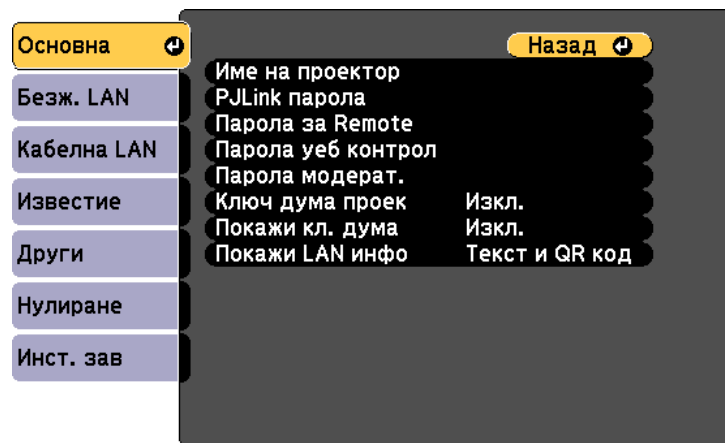 Основна
Безж. LAN
Кабелна LAN
Известие
Други
Нулиране
Инст. зав
Назад
Име на проектор
PJLink парола
Парола за Remote
Парола уеб контрол
Парола модерат.
Ключ дума проек Изкл.
Покажи кл. дума Изкл.
Покажи LAN инфо Текст и QR код